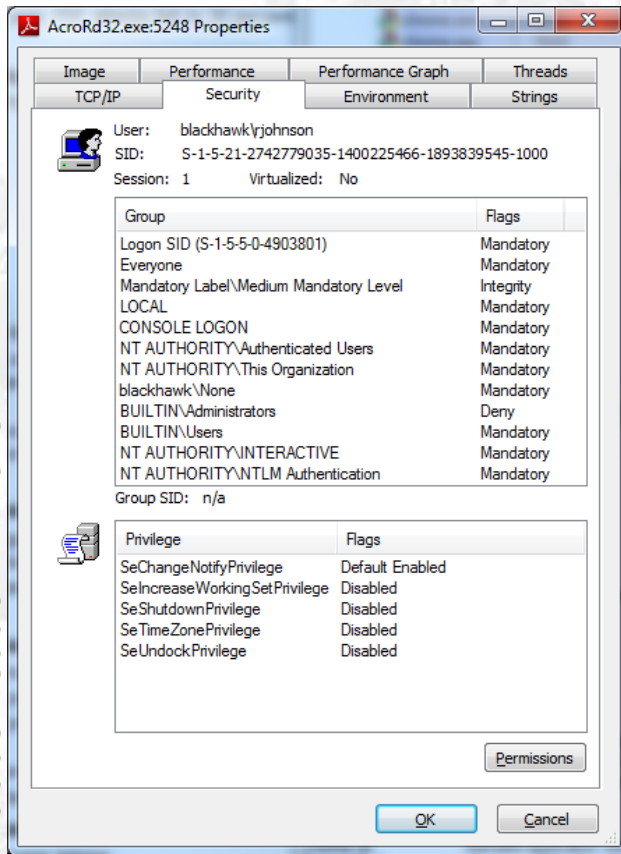 AcroRd32.exe:5248 Properties
Image Performance Performance Graph Threads
TCP/IP Security Environment Strings
User: blackhawk\rjohnson
SID: S-1-5-21-2742779035-1400225466-1893839545-1000
Session: 1 Virtualized: No
Group Flags
Logon SID (S-1-5-5-0-4903801) Mandatory
Everyone Mandatory
Mandatory Label\Medium Mandatory Level Integrity
LOCAL Mandatory
CONSOLE LOGON Mandatory
NT AUTHORITY\Authenticated Users Mandatory
NT AUTHORITY\This Organization Mandatory
blackhawk\None Mandatory
BUILTIN\Administrators Deny
BUILTIN\Users Mandatory
NT AUTHORITY\INTERACTIVE Mandatory
NT AUTHORITY\NTLM Authentication Mandatory
Group SID: n/a
Privilege Flags
SeChangeNotifyPrivilege Default Enabled
SeIncreaseWorkingSetPrivilege Disabled
SeShutdownPrivilege Disabled
SeTimeZonePrivilege Disabled
SeUndockPrivilege Disabled
Permissions
OK Cancel